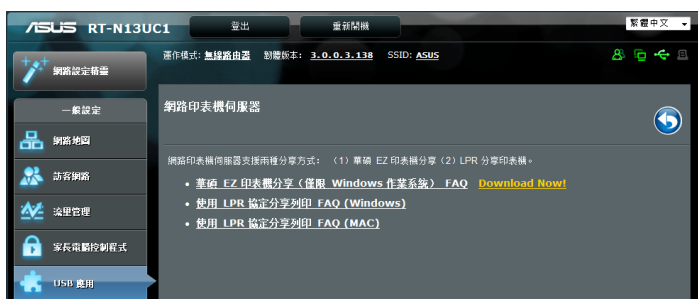 ASUS RT-N13UC1 登出 重新開機 繁體中文
運作模式: 無線路由器 韌體版本: 3.0.0.3.138 SSID: ASUS
網路設定精靈
一般設定
網路印表機伺服器
網路地圖
網路印表機伺服器支援兩種分享方式： （1）華碩 EZ 印表機分享（2）LPR 分享印表機。
訪客網路
• 華碩 EZ 印表機分享（僅限 Windows 作業系統） FAQ Download Now!
• 使用 LPR 協定分享列印 FAQ (Windows)
流量管理
• 使用 LPR 協定分享列印 FAQ (MAC)
家長電腦控制程式
USB 應用